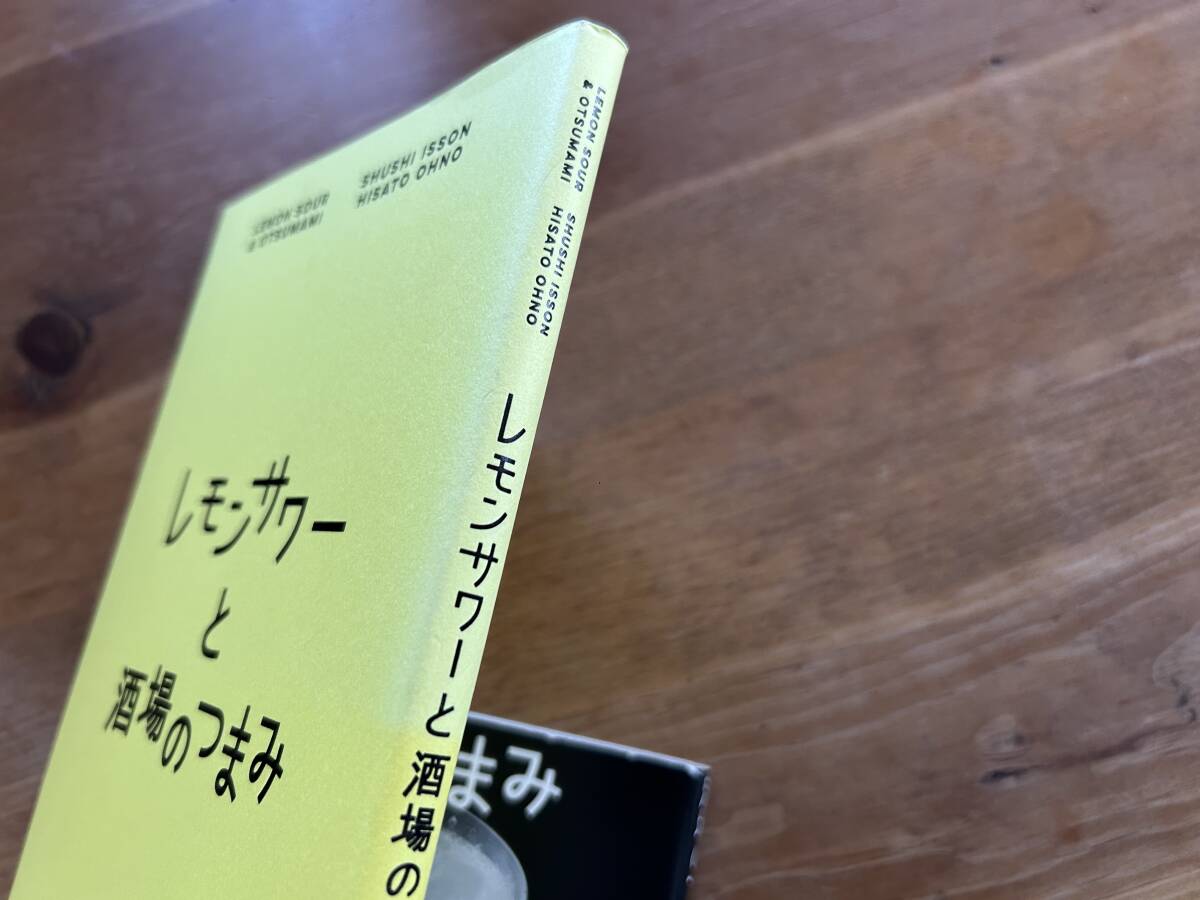 LEMON SOUR
& OTSUMAMI
SHUSHI ISSON
HISATO OHNO
レモンサワー
と
酒場のつまみ
LEMON SOUR
& OTSUMAMI
SHUSHI ISSON
HISATO OHNO
レモンサワーと酒場の
まみ